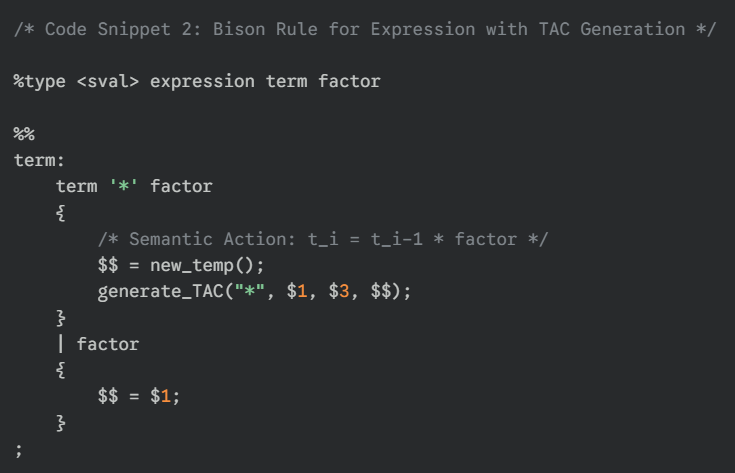 /* Code Snippet 2: Bison Rule for Expression with TAC Generation */
%type <sval> expression term factor
%%
term:
    term '*' factor
    {
        /* Semantic Action: t_i = t_i-1 * factor */
        $$ = new_temp();
        generate_TAC("*", $1, $3, $$);
    }
    | factor
    {
        $$ = $1;
    }
;